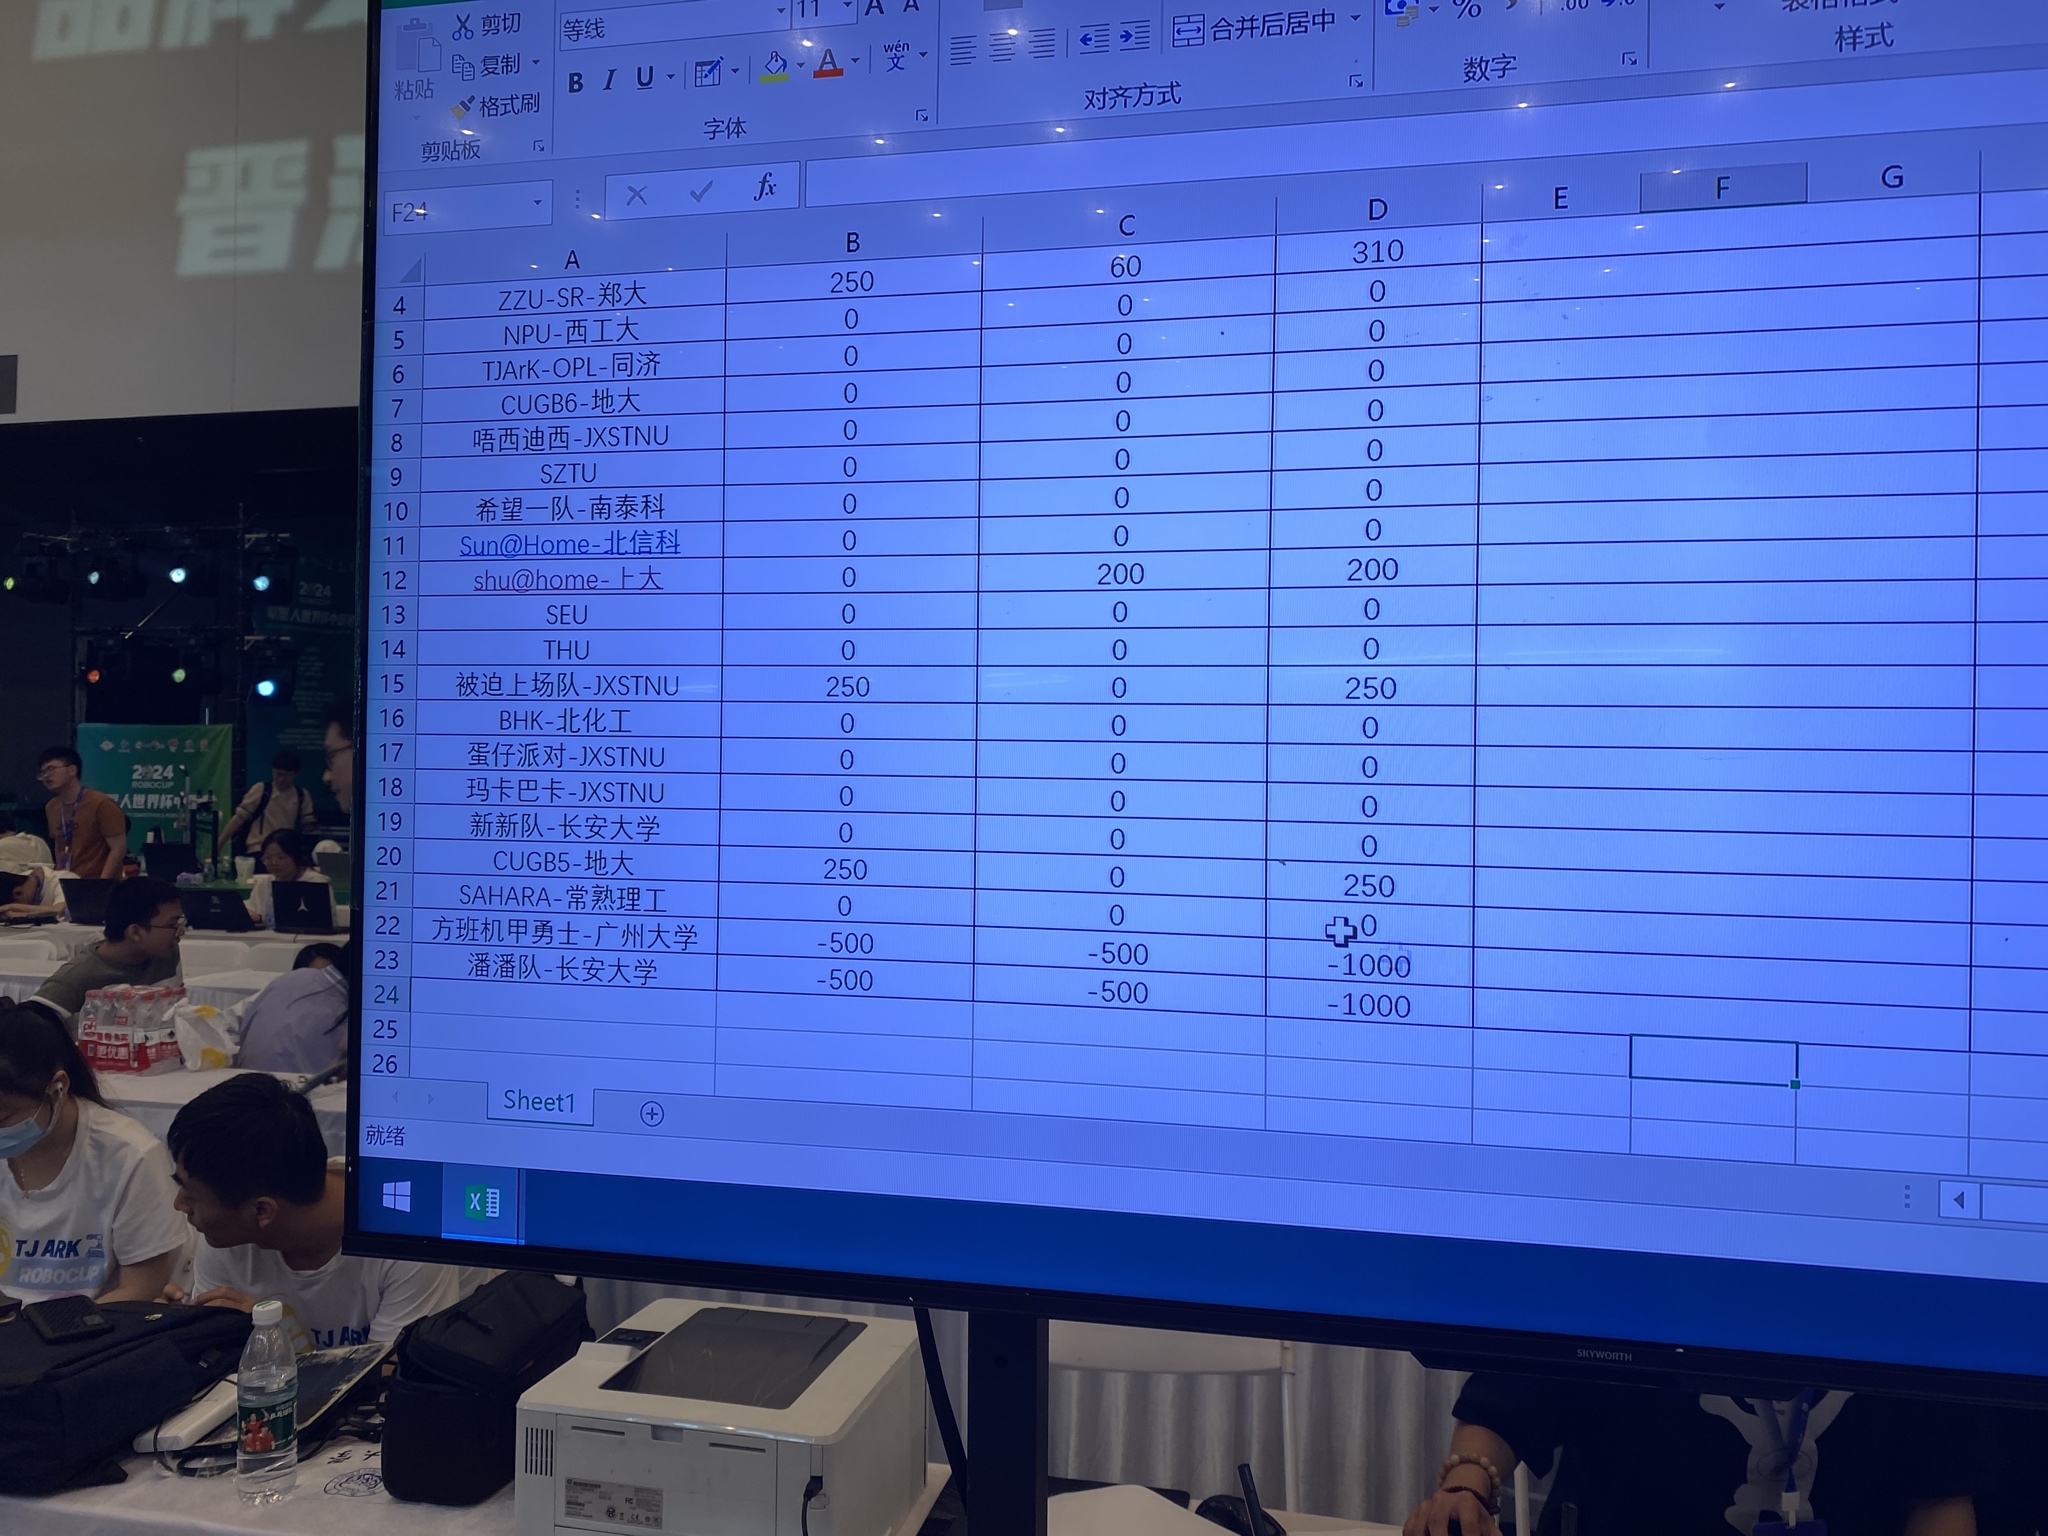 剪切
等线 11 A A
粘贴 复制 B I U A wén 文 合并后居中 % .00
格式刷 样式
剪贴板 字体 对齐方式 数字
F24 fx
A B C D E F G
4 ZZU-SR-郑大 250 60 310
5 NPU-西工大 0 0 0
6 TJArK-OPL-同济 0 0 0
7 CUGB6-地大 0 0 0
8 唔西迪西-JXSTNU 0 0 0
9 SZTU 0 0 0
10 希望一队-南泰科 0 0 0
11 Sun@Home-北信科 0 0 0
12 shu@home-上大 0 200 200
13 SEU 0 0 0
14 THU 0 0 0
15 被迫上场队-JXSTNU 250 0 250
16 BHK-北化工 0 0 0
17 蛋仔派对-JXSTNU 0 0 0
18 玛卡巴卡-JXSTNU 0 0 0
19 新新队-长安大学 0 0 0
20 CUGB5-地大 250 0 250
21 SAHARA-常熟理工 0 0 0
22 方班机甲勇士-广州大学 -500 -500 -1000
23 潘潘队-长安大学 -500 -500 -1000
24
25
26
Sheet1
就绪
SKYWORTH
2024
2024
ROBOCUP
人世界杯中
TJ ARK
ROBOCUP
TJ ARK